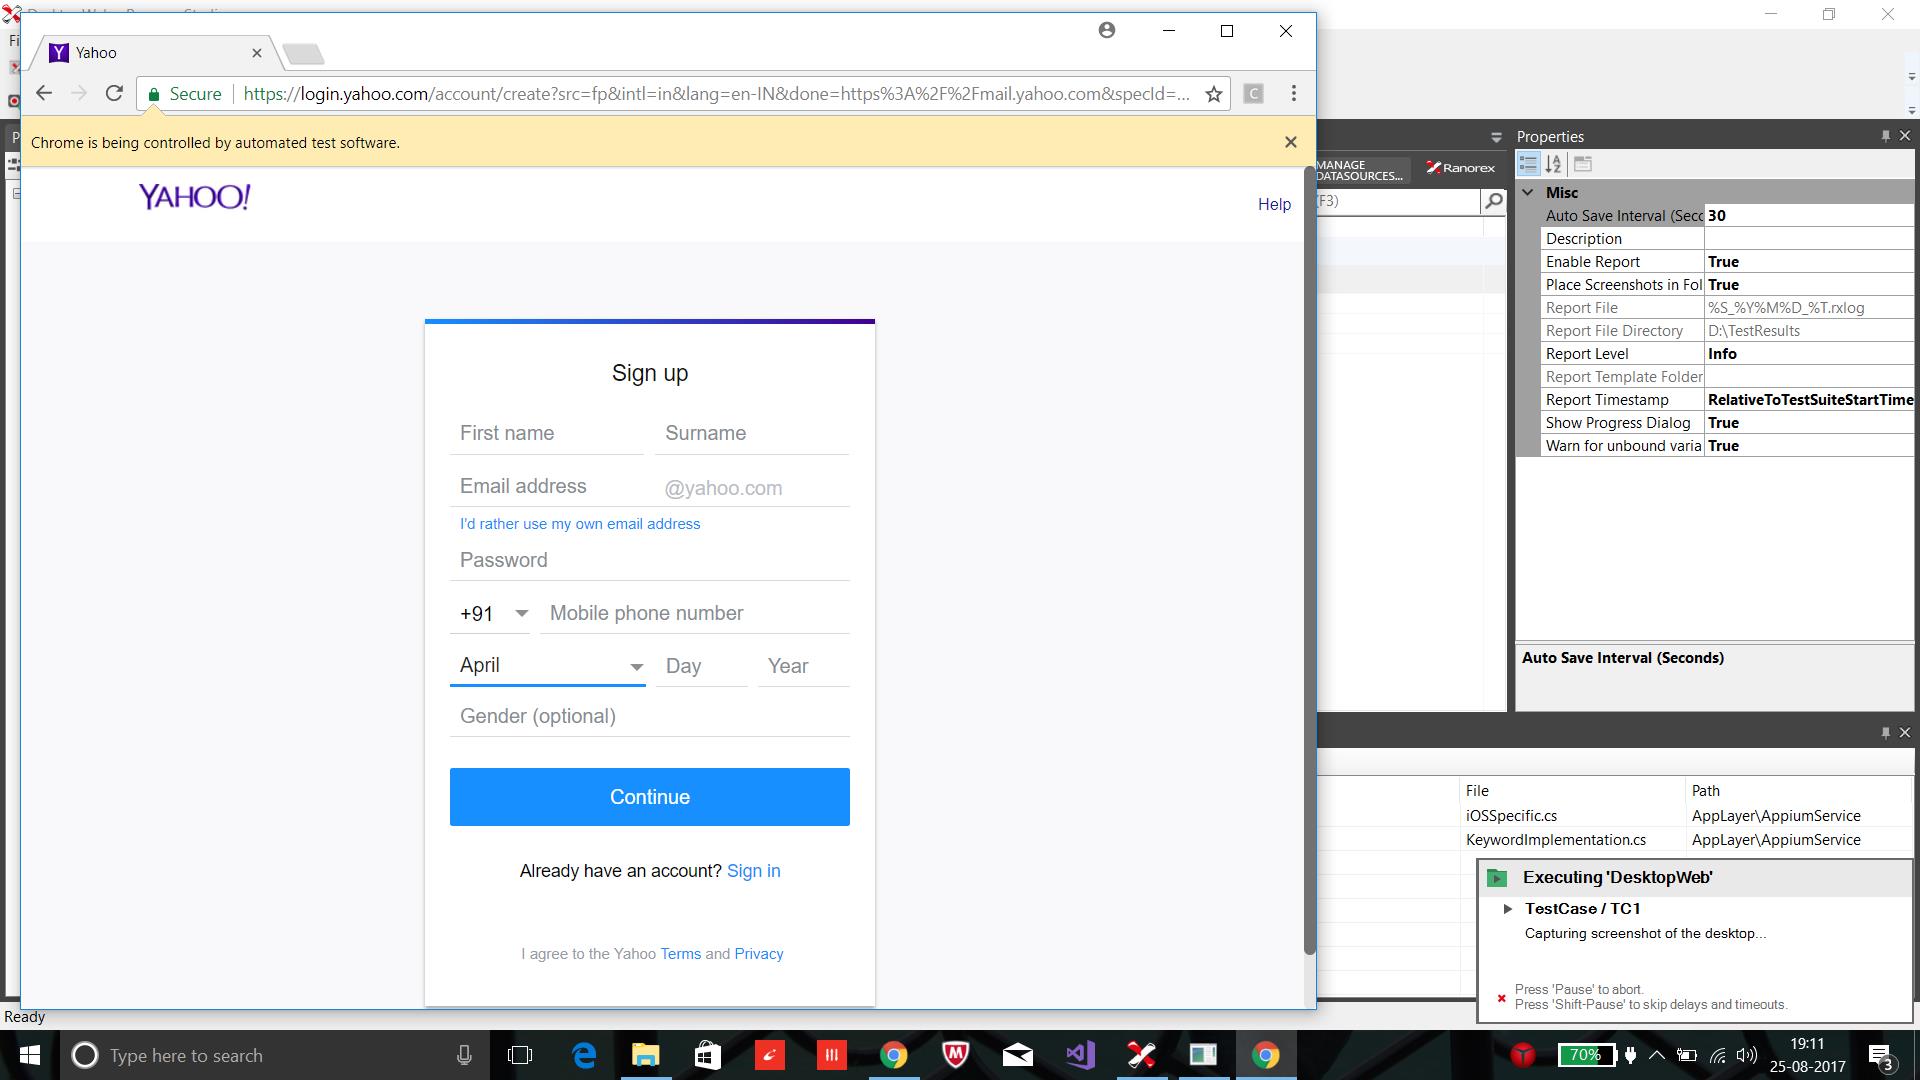 Yahoo
Secure
https://login.yahoo.com/account/create?src=fp&intl=in&lang=en-IN&done=https%3A%2F%2Fmail.yahoo.com&specId=...
C
Chrome is being controlled by automated test software.
YAHOO!
Help
Sign up
First name
Surname
Email address
@yahoo.com
I'd rather use my own email address
Password
+91
Mobile phone number
April
Day
Year
Gender (optional)
Continue
Already have an account? Sign in
I agree to the Yahoo Terms and Privacy
MANAGE
DATASOURCES...
Ranorex
(F3)
Properties
Misc
Auto Save Interval (Secc 30
Description
Enable Report True
Place Screenshots in Fol True
Report File %S_%Y%M%D_%T.rxlog
Report File Directory D:\TestResults
Report Level Info
Report Template Folder
Report Timestamp RelativeToTestSuiteStartTime
Show Progress Dialog True
Warn for unbound varia True
Auto Save Interval (Seconds)
File Path
iOSSpecific.cs AppLayer\AppiumService
KeywordImplementation.cs AppLayer\AppiumService
Executing 'DesktopWeb'
TestCase / TC1
Capturing screenshot of the desktop...
Press 'Pause' to abort.
Press 'Shift-Pause' to skip delays and timeouts.
Ready
Type here to search
70%
19:11
25-08-2017
3